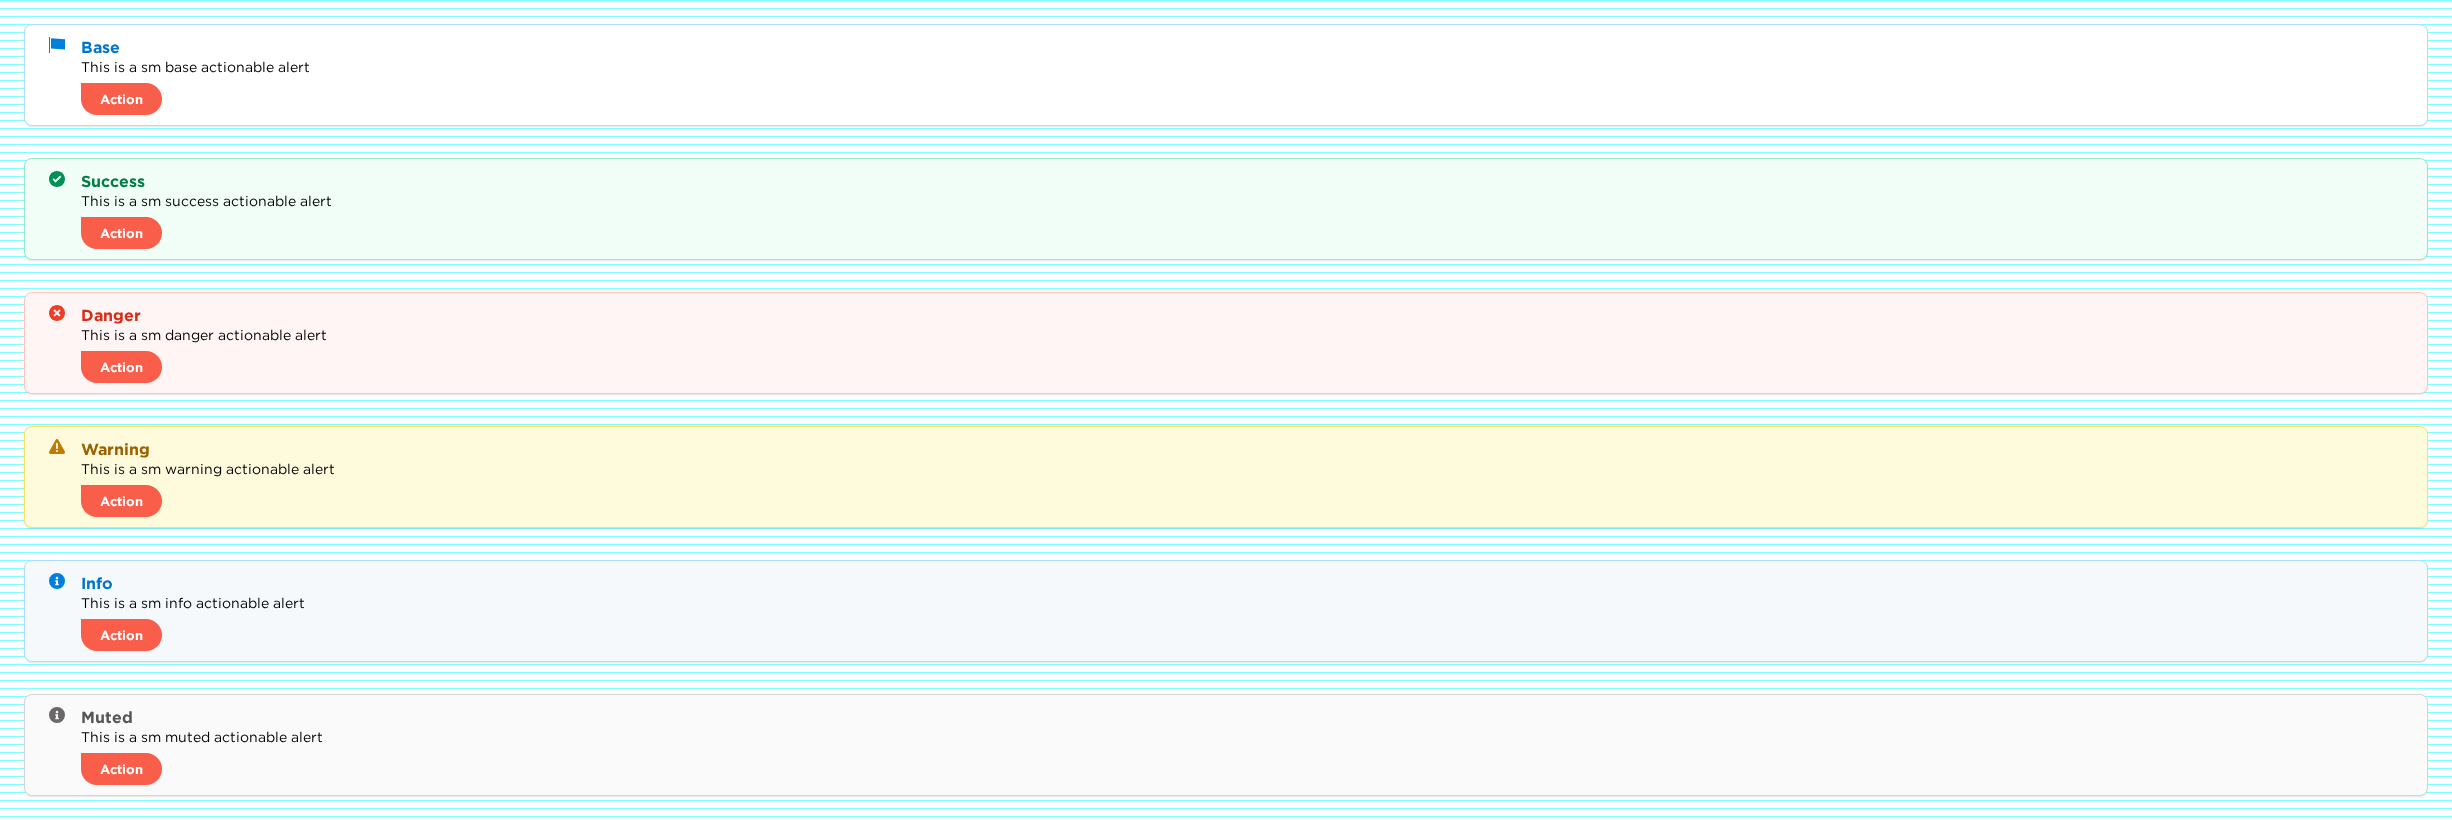 Base
This is a sm base actionable alert
Action
Success
This is a sm success actionable alert
Action
Danger
This is a sm danger actionable alert
Action
Warning
This is a sm warning actionable alert
Action
Info
This is a sm info actionable alert
Action
Muted
This is a sm muted actionable alert
Action